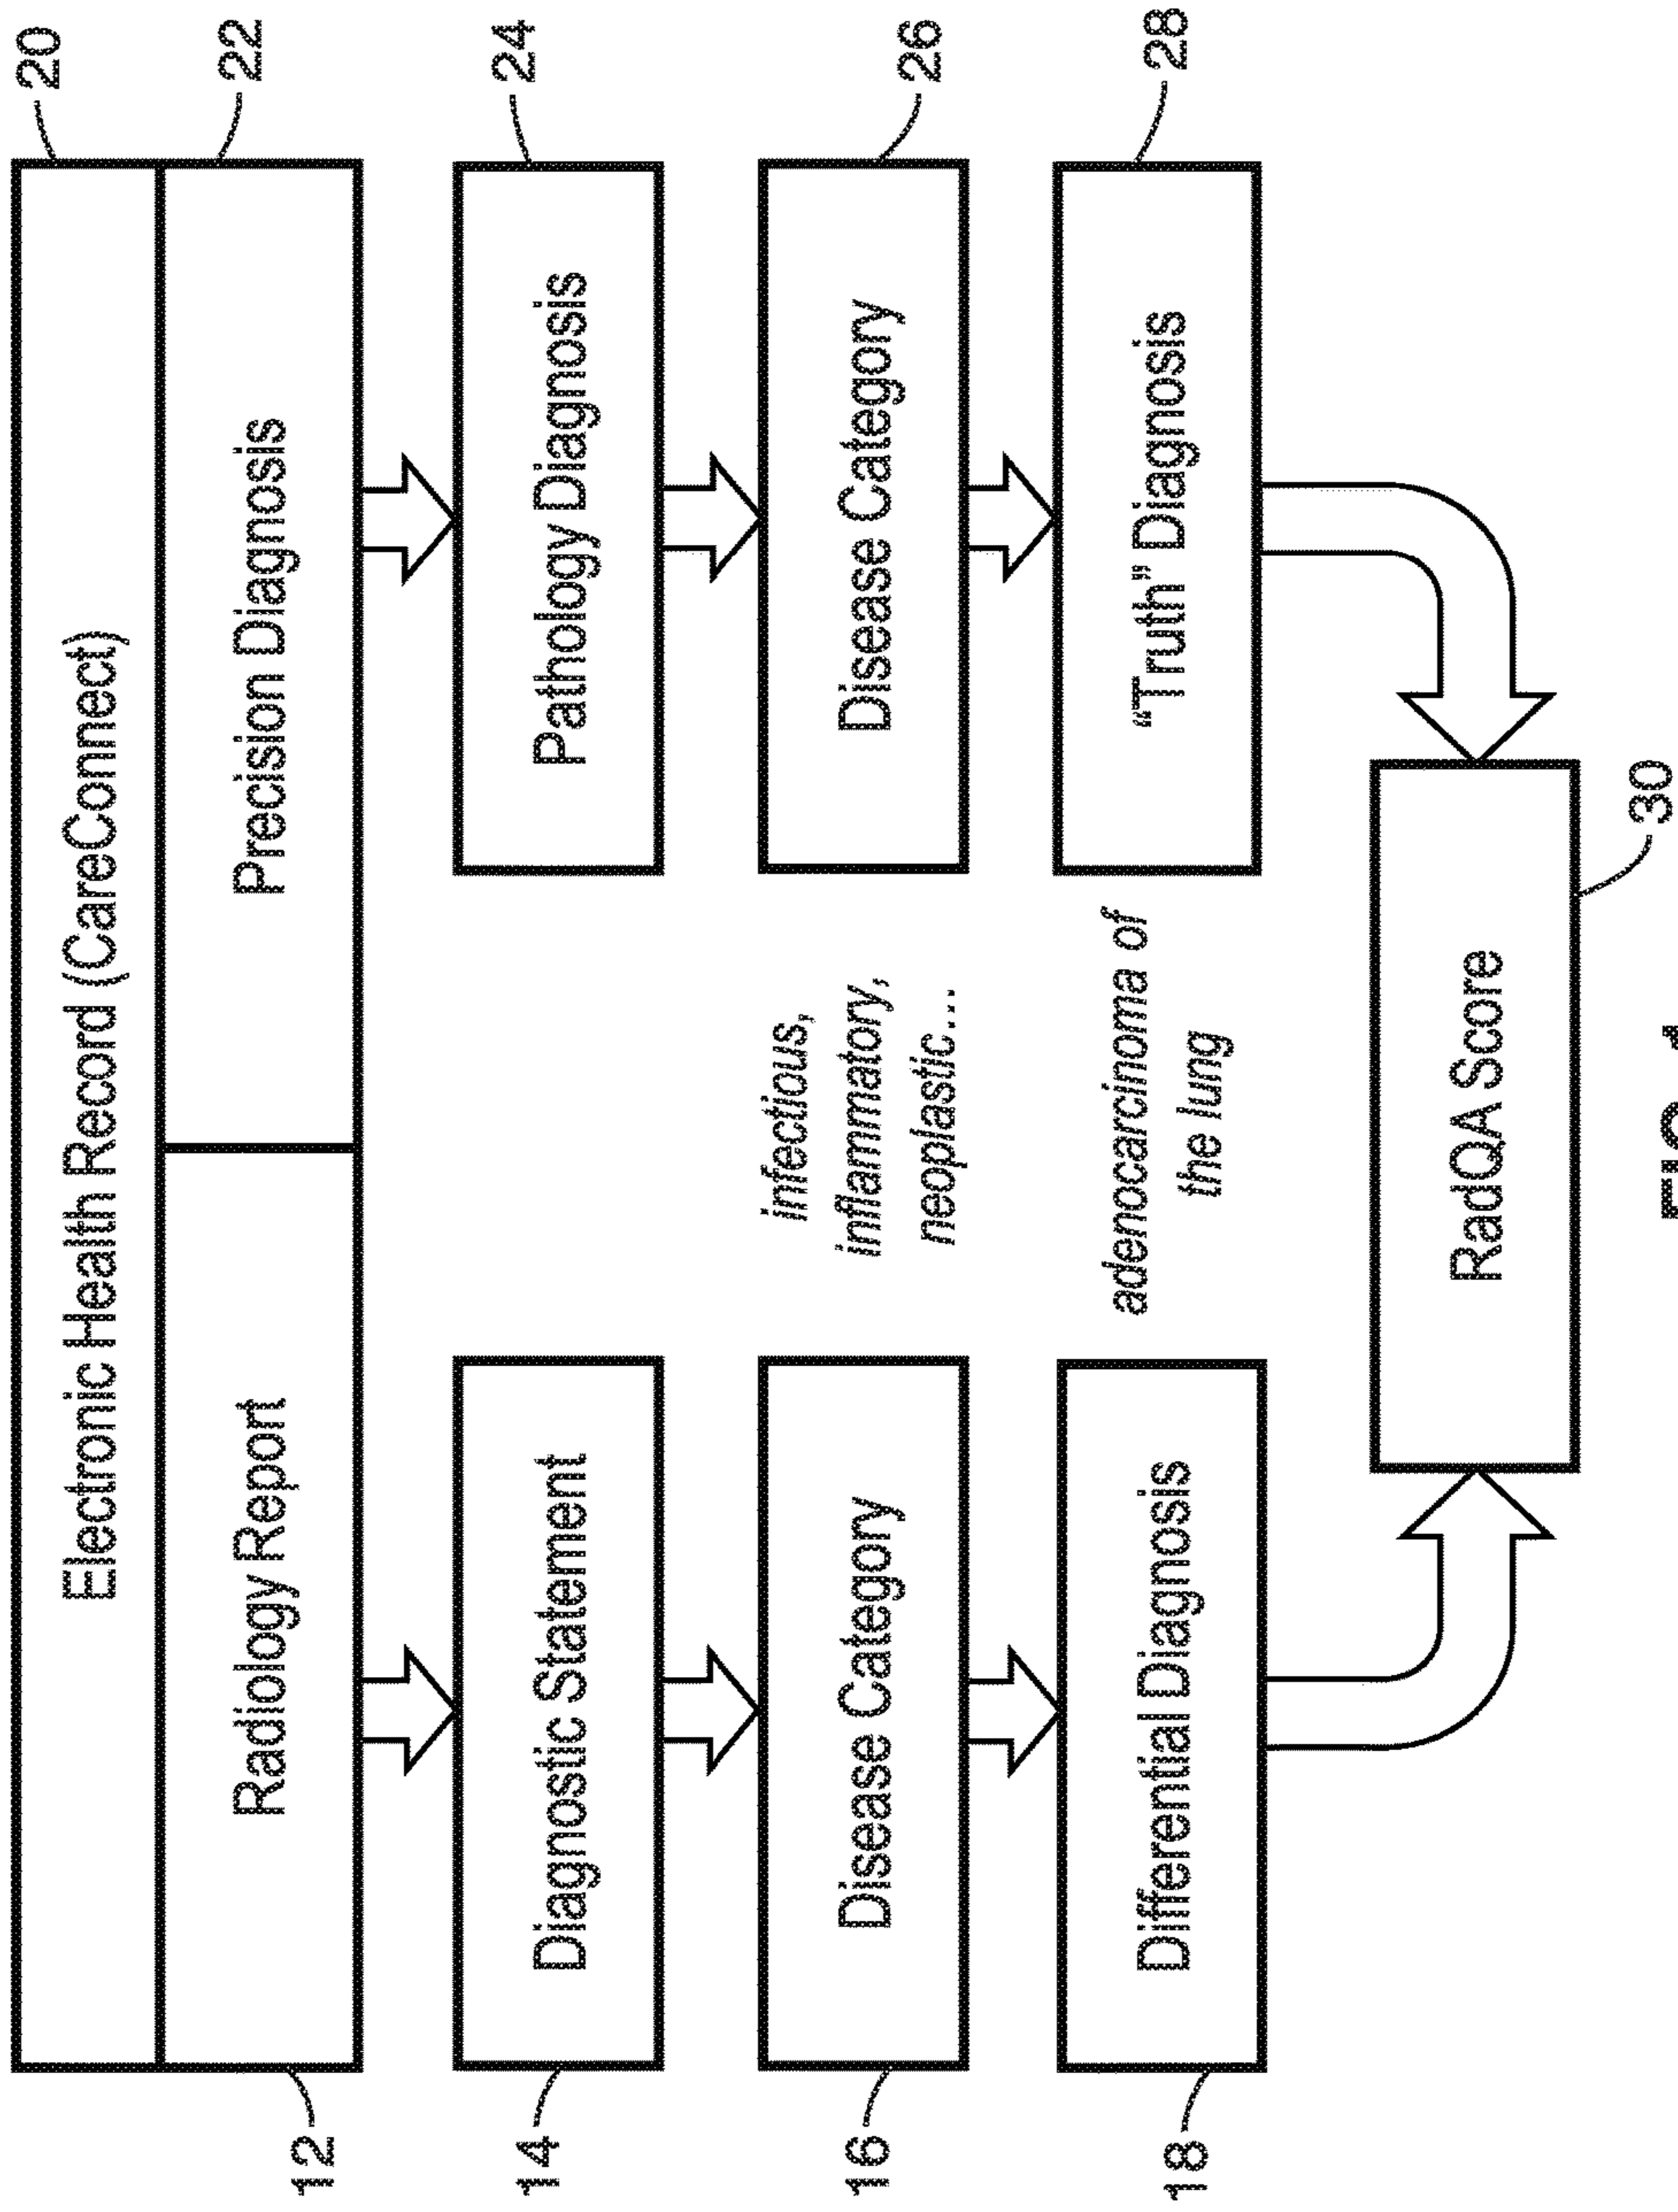 Electronic Health Record (CareConnect)
20
Radiology Report
Precision Diagnosis
12
22
Diagnostic Statement
Pathology Diagnosis
14
24
Disease Category
infectious,
inflammatory,
neoplastic...
Disease Category
16
26
Differential Diagnosis
adenocarcinoma of
the lung
“Truth” Diagnosis
18
28
RadQA Score
30